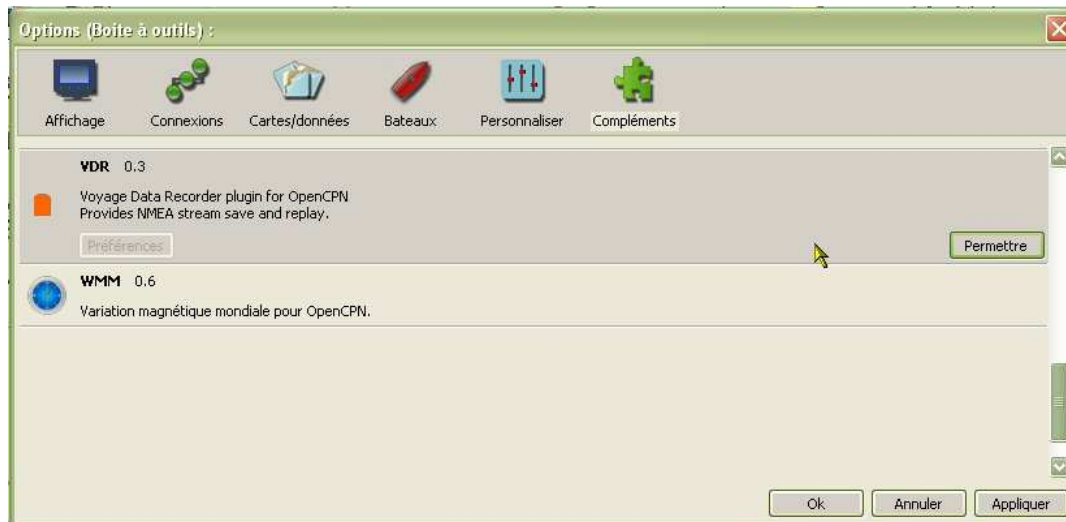 Options (Boite à outils) :
Affichage
Connexions
Cartes/données
Bateaux
Personnaliser
Compléments
VDR 0.3
Voyage Data Recorder plugin for OpenCPN
Provides NMEA stream save and replay.
Préférences
Permettre
WMM 0.6
Variation magnétique mondiale pour OpenCPN.
Ok
Annuler
Appliquer